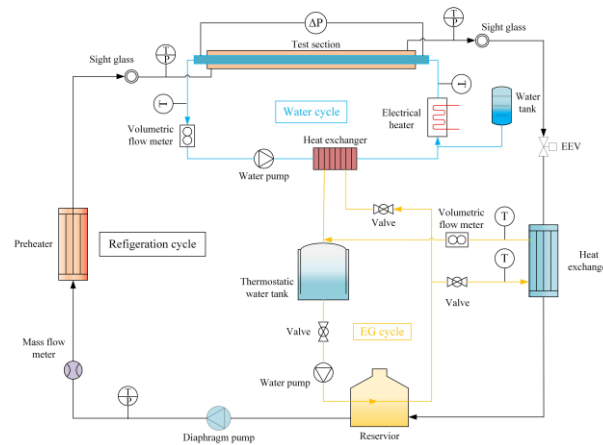 ΔP
T
P
T
P
Sight glass
Sight glass
Test section
T
T
Water cycle
Electrical
heater
Water
tank
Volumetric
flow meter
Heat exchanger
EEV
Water pump
Valve
Volumetric
flow meter
T
Preheater
Refigeration cycle
Heat
exchange
T
Thermostatic
water tank
Valve
Valve
EG cycle
Mass flow
meter
Water pump
T
P
Diaphragm pump
Reservior